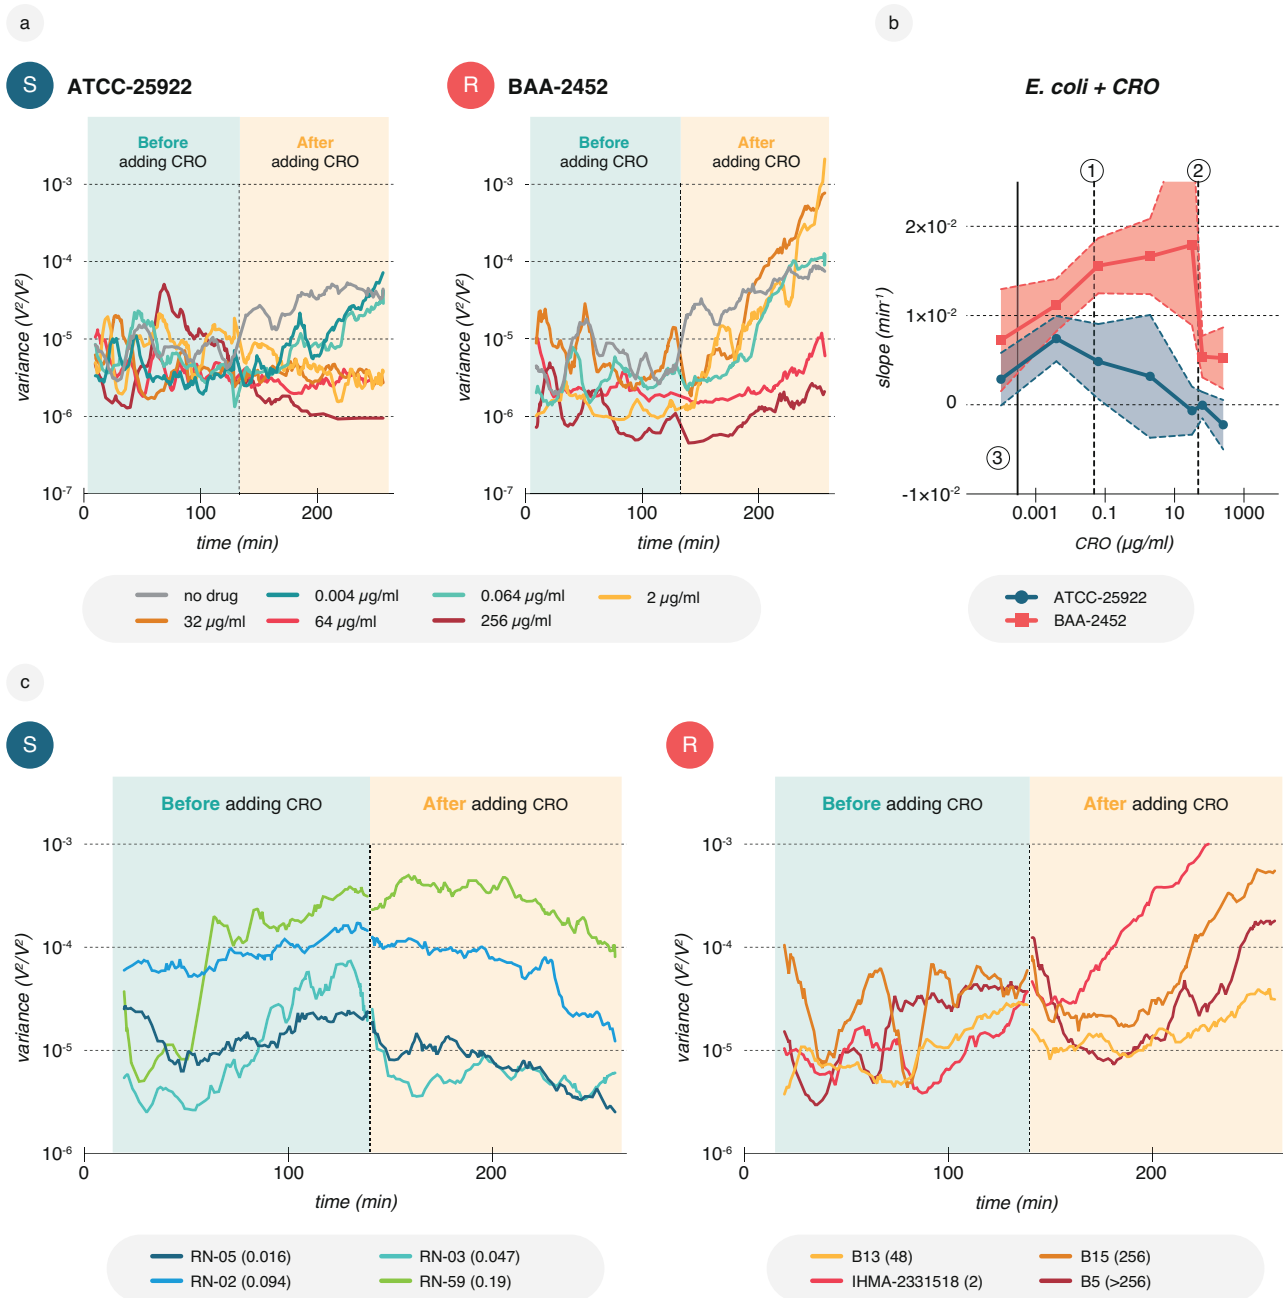 a
b
S ATCC-25922
R BAA-2452
E. coli + CRO
Before
adding CRO
After
adding CRO
Before
adding CRO
After
adding CRO
10⁻³
10⁻⁴
10⁻⁵
10⁻⁶
10⁻⁷
variance (V²/V²)
0
100
200
time (min)
10⁻³
10⁻⁴
10⁻⁵
10⁻⁶
10⁻⁷
variance (V²/V²)
0
100
200
time (min)
1
2
3
2×10⁻²
1×10⁻²
0
-1×10⁻²
slope (min⁻¹)
0.001
0.1
10
1000
CRO (µg/ml)
no drug
0.004 µg/ml
0.064 µg/ml
2 µg/ml
32 µg/ml
64 µg/ml
256 µg/ml
ATCC-25922
BAA-2452
c
S
R
Before adding CRO
After adding CRO
Before adding CRO
After adding CRO
10⁻³
10⁻⁴
10⁻⁵
10⁻⁶
variance (V²/V²)
0
100
200
time (min)
10⁻³
10⁻⁴
10⁻⁵
10⁻⁶
variance (V²/V²)
0
100
200
time (min)
RN-05 (0.016)
RN-03 (0.047)
RN-02 (0.094)
RN-59 (0.19)
B13 (48)
B15 (256)
IHMA-2331518 (2)
B5 (>256)